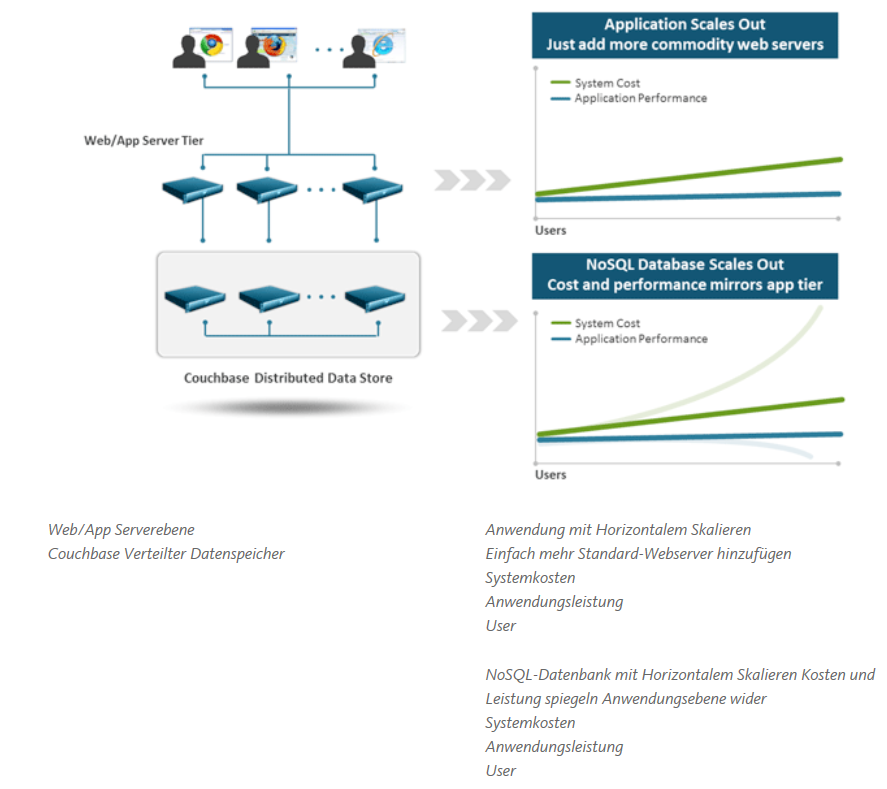 Application Scales Out
Just add more commodity web servers
System Cost
Application Performance
Users
Web/App Server Tier
NoSQL Database Scales Out
Cost and performance mirrors app tier
System Cost
Application Performance
Users
Couchbase Distributed Data Store
Web/App Serverebene
Couchbase Verteilter Datenspeicher
Anwendung mit Horizontalem Skalieren
Einfach mehr Standard-Webserver hinzufügen
Systemkosten
Anwendungsleistung
User
NoSQL-Datenbank mit Horizontalem Skalieren Kosten und
Leistung spiegeln Anwendungsebene wider
Systemkosten
Anwendungsleistung
User